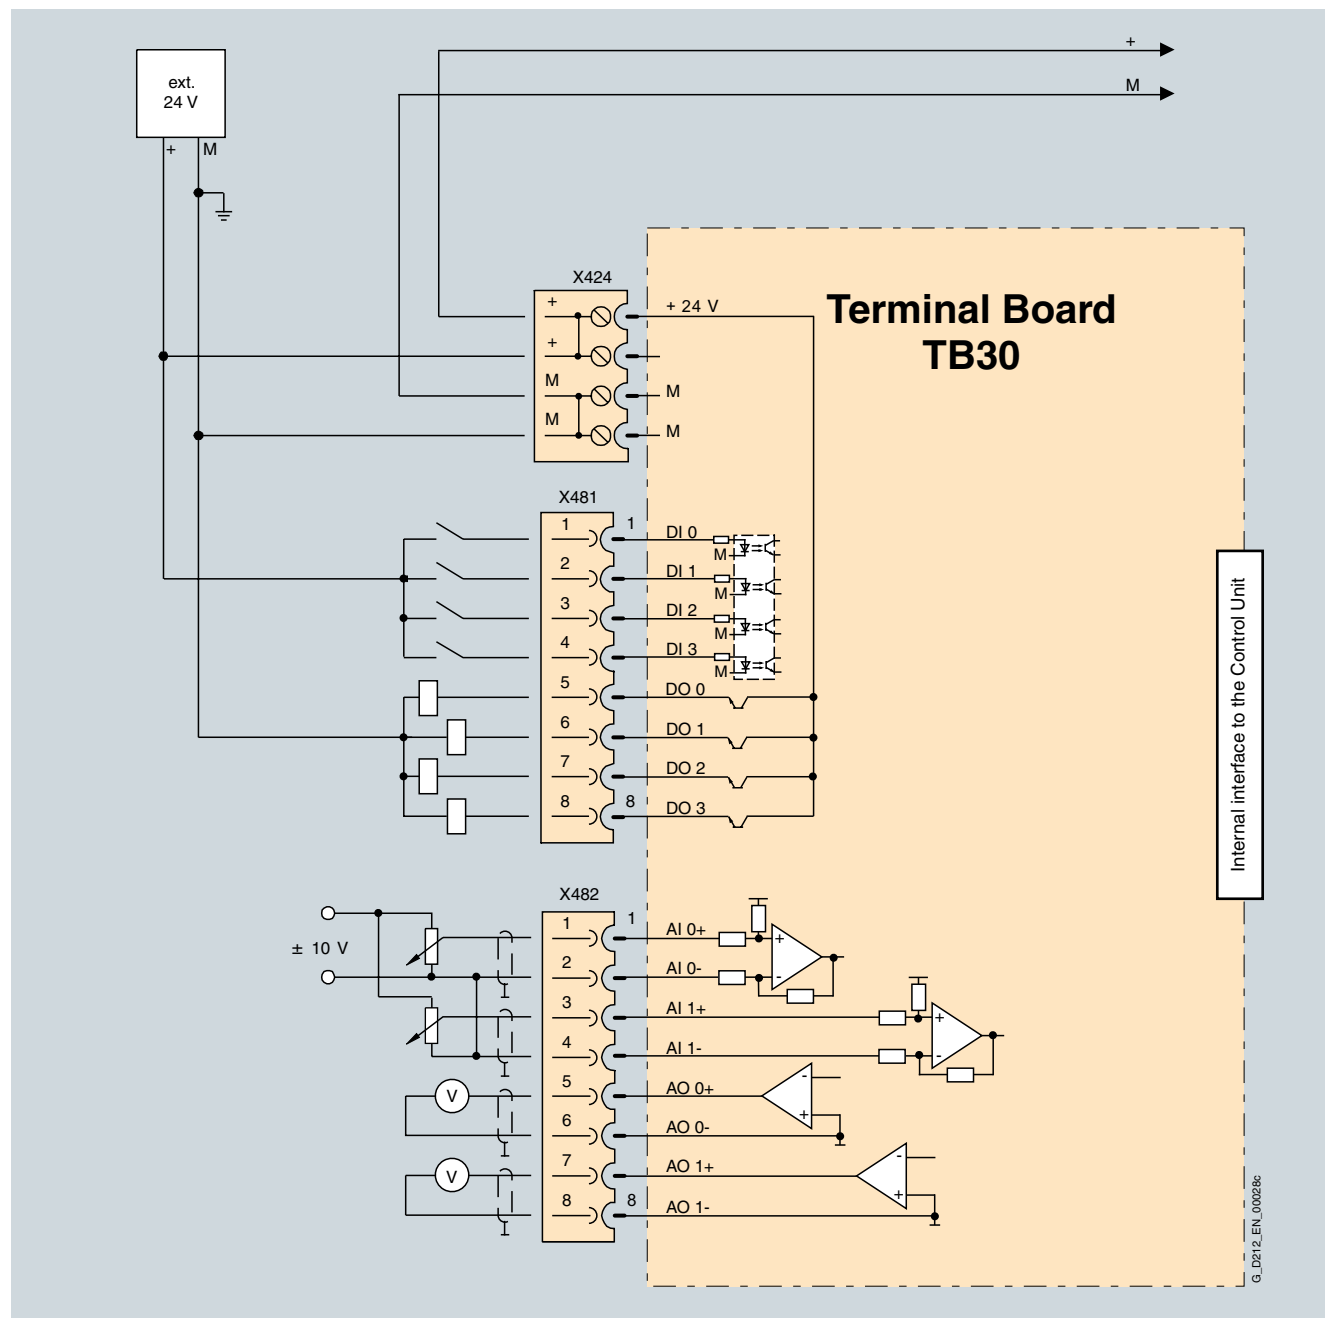 +
M
ext.
24 V
+ M
X424
+ + 24 V
+
M M
M M
Terminal Board
TB30
X481
1 1 DI 0
M
2 DI 1
M
3 DI 2
M
4 DI 3
M
5 DO 0
6 DO 1
7 DO 2
8 8 DO 3
Internal interface to the Control Unit
X482
± 10 V
1 1 AI 0+ +
2 AI 0- -
3 AI 1+ +
4 AI 1- -
V 5 AO 0+ -
6 AO 0- +
V 7 AO 1+ -
8 8 AO 1- +
G_D212_EN_00028c